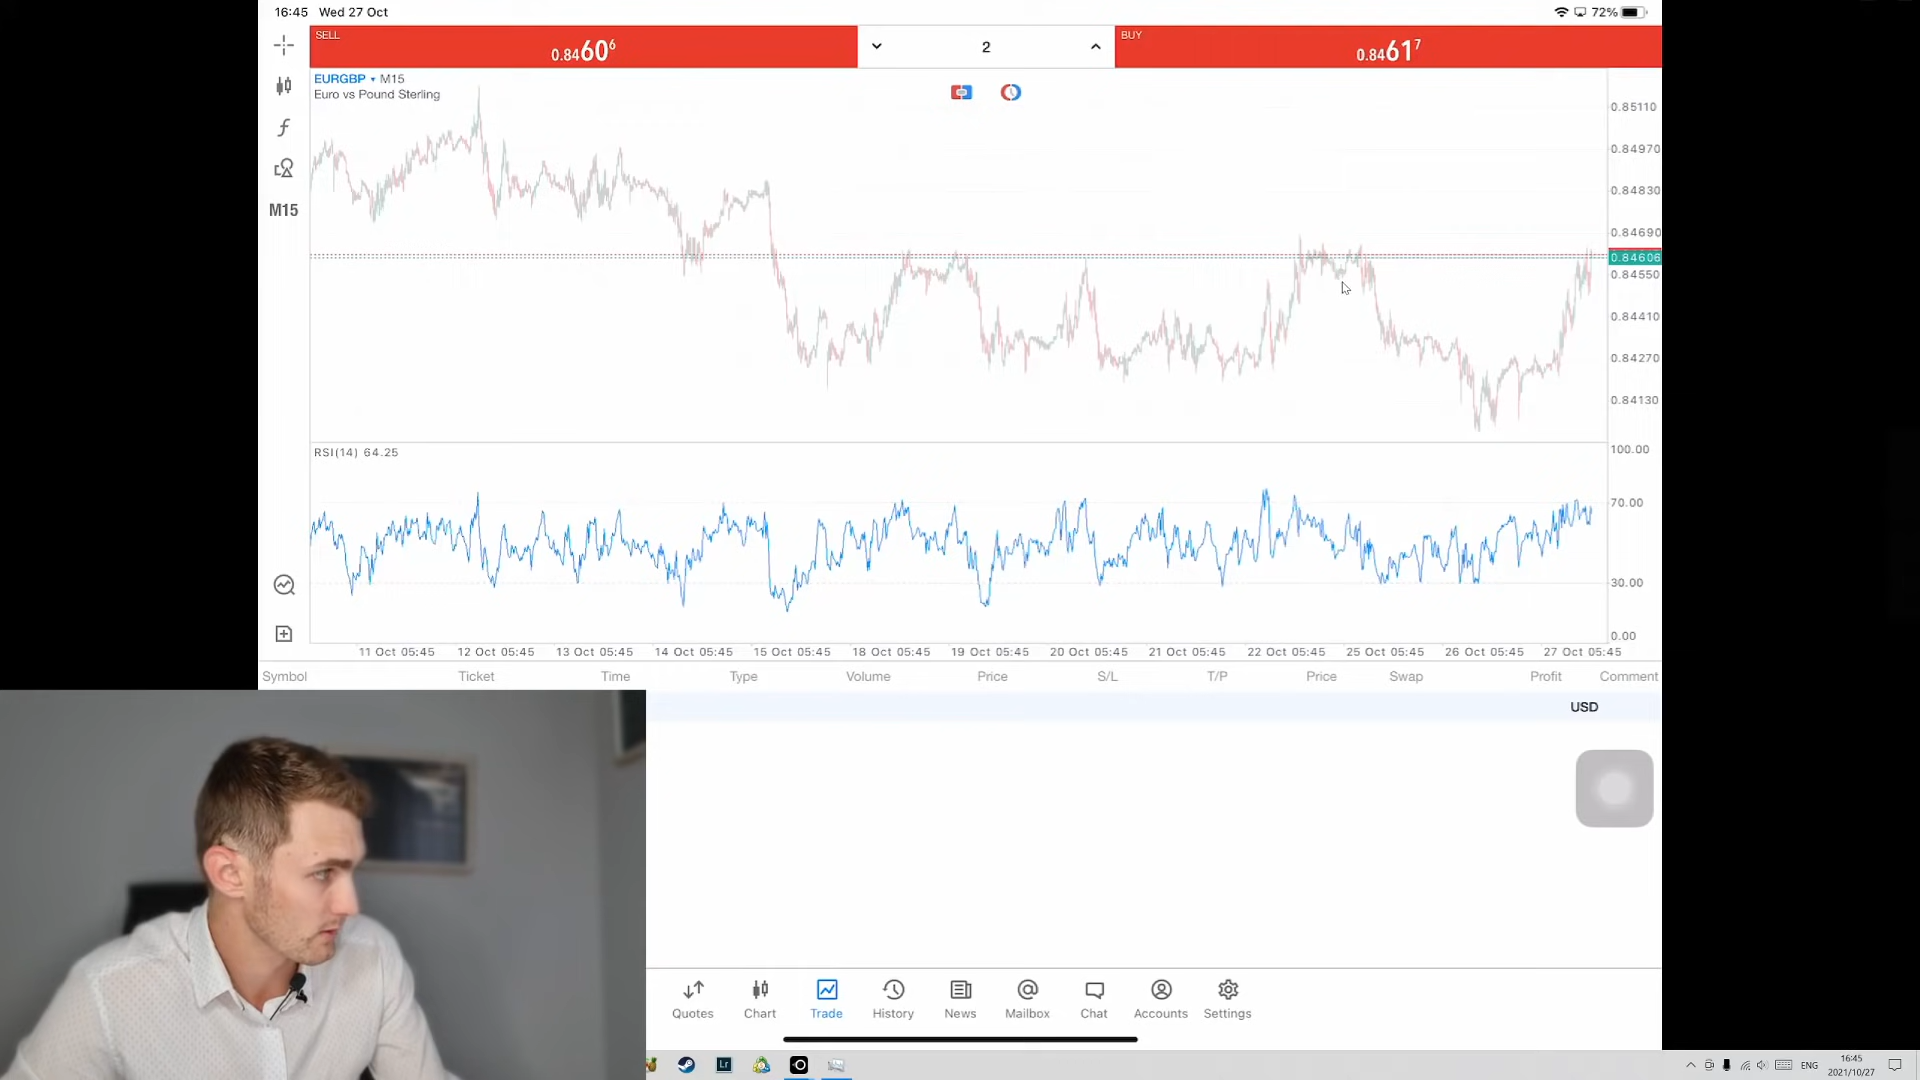 16:45 Wed 27 Oct
72%
SELL
0.84606
2
BUY
0.84617
EURGBP M15
Euro vs Pound Sterling
M15
0.85110
0.84970
0.84830
0.84690
0.84606
0.84550
0.84410
0.84270
0.84130
RSI(14) 64.25
100.00
70.00
30.00
0.00
11 Oct 05:45 12 Oct 05:45 13 Oct 05:45 14 Oct 05:45 15 Oct 05:45 18 Oct 05:45 19 Oct 05:45 20 Oct 05:45 21 Oct 05:45 22 Oct 05:45 25 Oct 05:45 26 Oct 05:45 27 Oct 05:45
Symbol Ticket Time Type Volume Price S/L T/P Price Swap Profit Comment
USD
Quotes Chart Trade History News Mailbox Chat Accounts Settings
Lr
ENG
16:45
2021/10/27